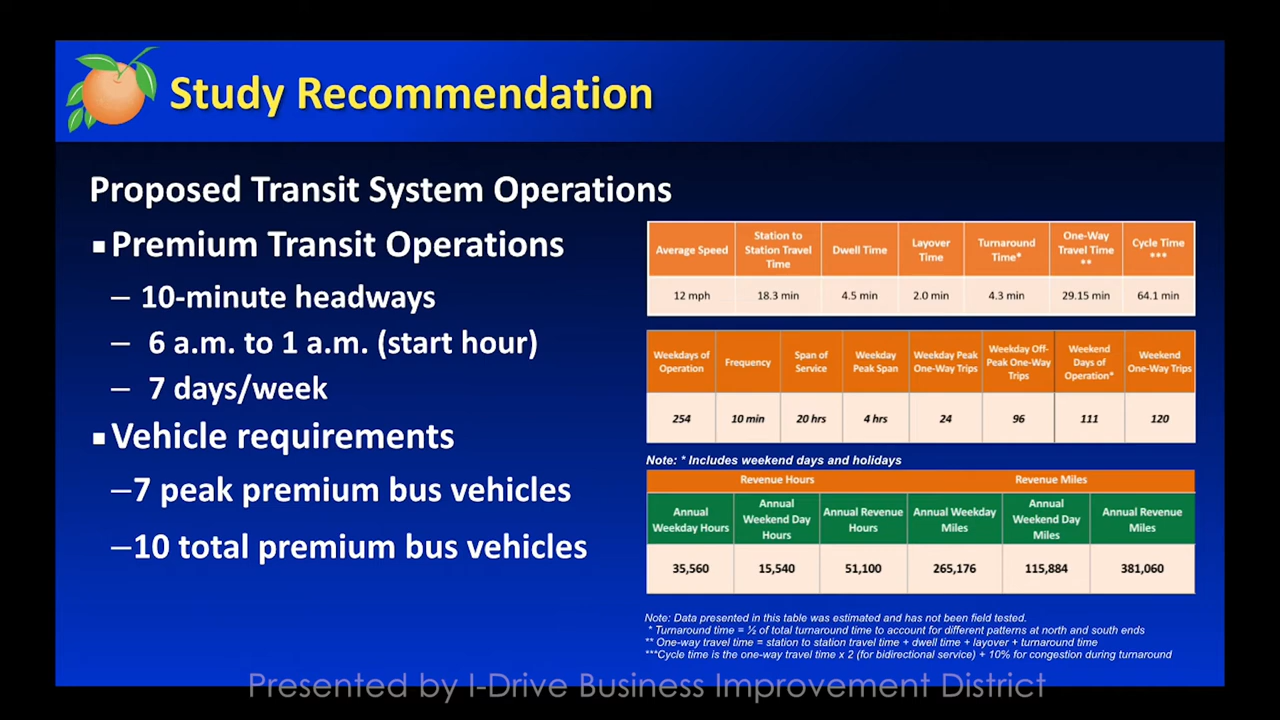 Study Recommendation
Proposed Transit System Operations
▪ Premium Transit Operations
– 10-minute headways
– 6 a.m. to 1 a.m. (start hour)
– 7 days/week
▪ Vehicle requirements
–7 peak premium bus vehicles
–10 total premium bus vehicles
Average Speed | Station to Station Travel Time | Dwell Time | Layover Time | Turnaround Time* | One-Way Travel Time ** | Cycle Time ***
12 mph | 18.3 min | 4.5 min | 2.0 min | 4.3 min | 29.15 min | 64.1 min
Weekdays of Operation | Frequency | Span of Service | Weekday Peak Span | Weekday Peak One-Way Trips | Weekday Off-Peak One-Way Trips | Weekend Days of Operation* | Weekend One-Way Trips
254 | 10 min | 20 hrs | 4 hrs | 24 | 96 | 111 | 120
Note: * Includes weekend days and holidays
Revenue Hours | Revenue Miles
Annual Weekday Hours | Annual Weekend Day Hours | Annual Revenue Hours | Annual Weekday Miles | Annual Weekend Day Miles | Annual Revenue Miles
35,560 | 15,540 | 51,100 | 265,176 | 115,884 | 381,060
Note: Data presented in this table was estimated and has not been field tested.
* Turnaround time = ½ of total turnaround time to account for different patterns at north and south ends
** One-way travel time = station to station travel time + dwell time + layover + turnaround time
***Cycle time is the one-way travel time x 2 (for bidirectional service) + 10% for congestion during turnaround
Presented by I-Drive Business Improvement District